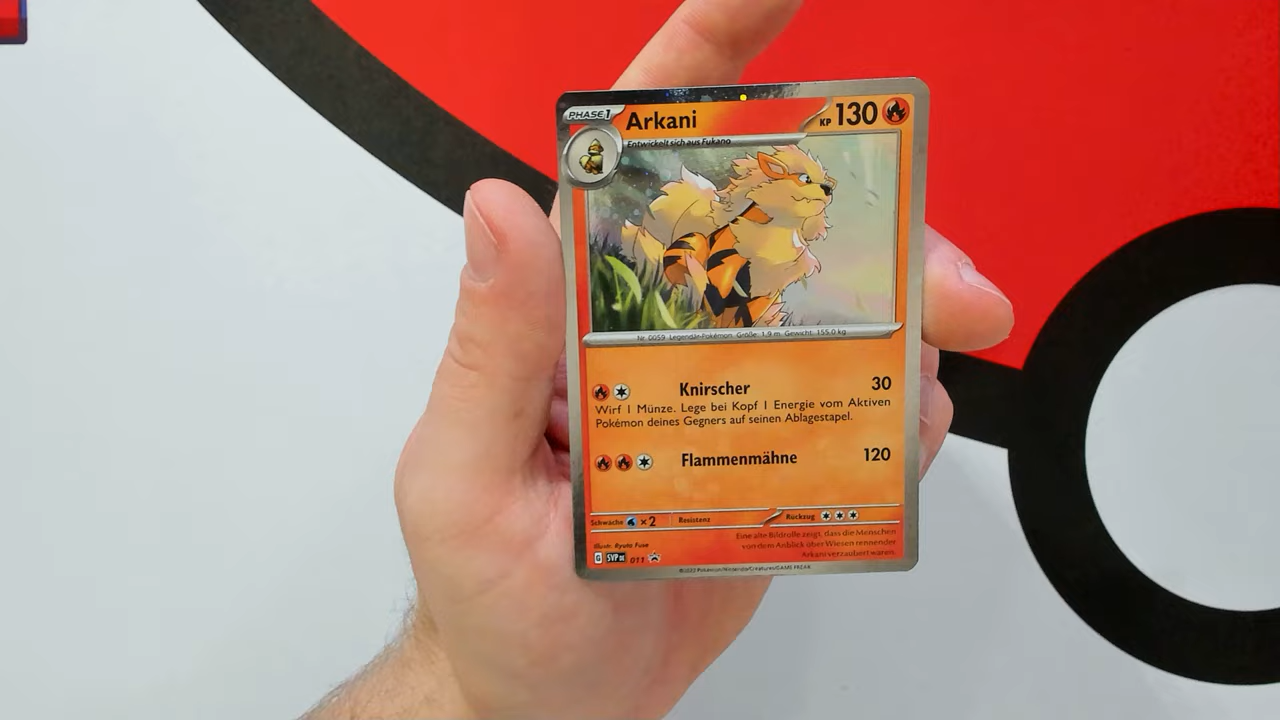 PHASE 1
Arkani
KP 130
Entwickelt sich aus Fukano
Nr. 0059 Legendär-Pokémon Größe: 1,9 m Gewicht: 155,0 kg
Knirscher 30
Wirf 1 Münze. Lege bei Kopf 1 Energie vom Aktiven
Pokémon deines Gegners auf seinen Ablagestapel.
Flammenmähne 120
Schwäche ×2 Resistenz Rückzug
Illustr. Ryuta Fuse
Eine alte Bildrolle zeigt, dass die Menschen
von dem Anblick über Wiesen rennender
Arkani verzaubert waren.
G SVP DE 011
©2023 Pokémon/Nintendo/Creatures/GAME FREAK